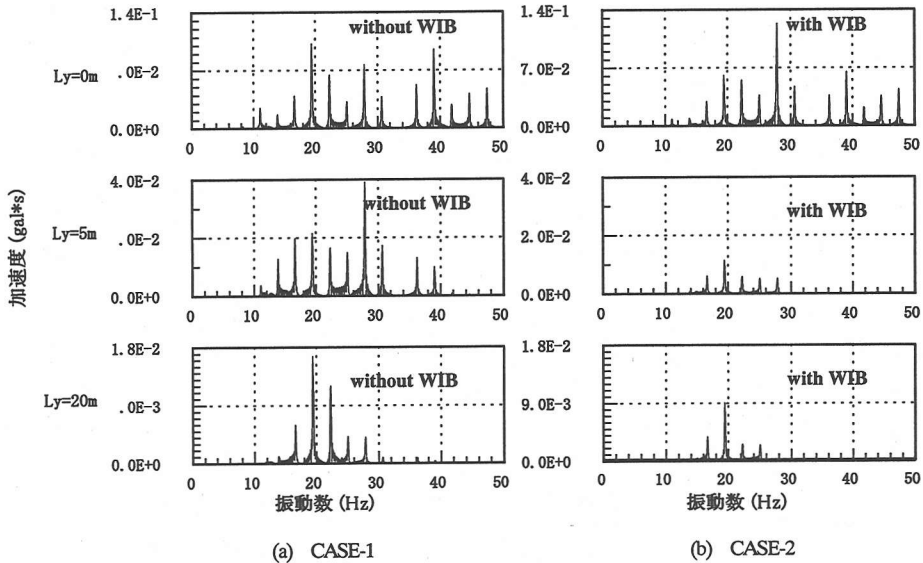 1.4E-1
without WIB
Ly=0m
.0E-2
0.0E+0
0 10 20 30 40 50
1.4E-1
with WIB
7.0E-2
0.0E+0
0 10 20 30 40 50
加速度 (gal*s)
4.0E-2
without WIB
Ly=5m
.0E-2
0.0E+0
0 10 20 30 40 50
4.0E-2
with WIB
2.0E-2
0.0E+0
0 10 20 30 40 50
1.8E-2
without WIB
Ly=20m
.0E-3
0.0E+0
0 10 20 30 40 50
振動数 (Hz)
1.8E-2
with WIB
9.0E-3
0.0E+0
0 10 20 30 40 50
振動数 (Hz)
(a) CASE-1
(b) CASE-2